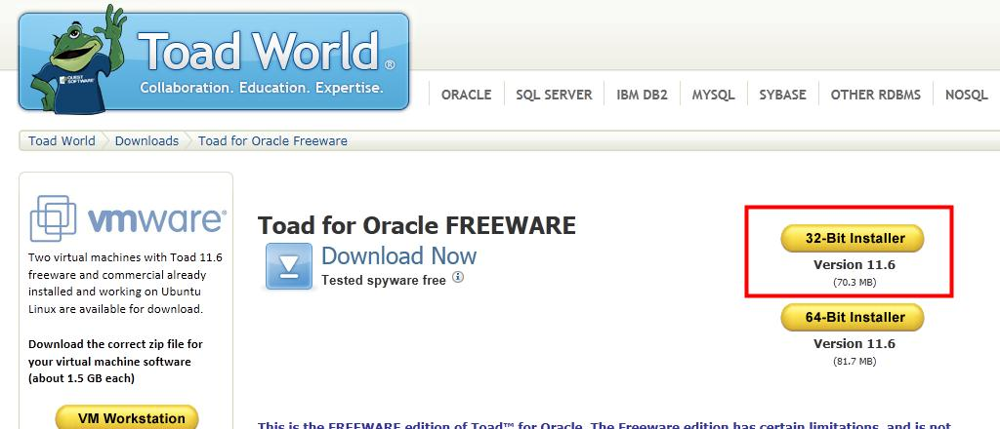 Toad World®
Collaboration. Education. Expertise.
QUEST SOFTWARE
ORACLE SQL SERVER IBM DB2 MYSQL SYBASE OTHER RDBMS NOSQL
Toad World Downloads Toad for Oracle Freeware
vmware®
Two virtual machines with Toad 11.6
freeware and commercial already
installed and working on Ubuntu
Linux are available for download.
Download the correct zip file for
your virtual machine software
(about 1.5 GB each)
VM Workstation
Toad for Oracle FREEWARE
Download Now
Tested spyware free
32-Bit Installer
Version 11.6
(70.3 MB)
64-Bit Installer
Version 11.6
(81.7 MB)
This is the FREEWARE edition of Toad™ for Oracle. The Freeware edition has certain limitations, and is not